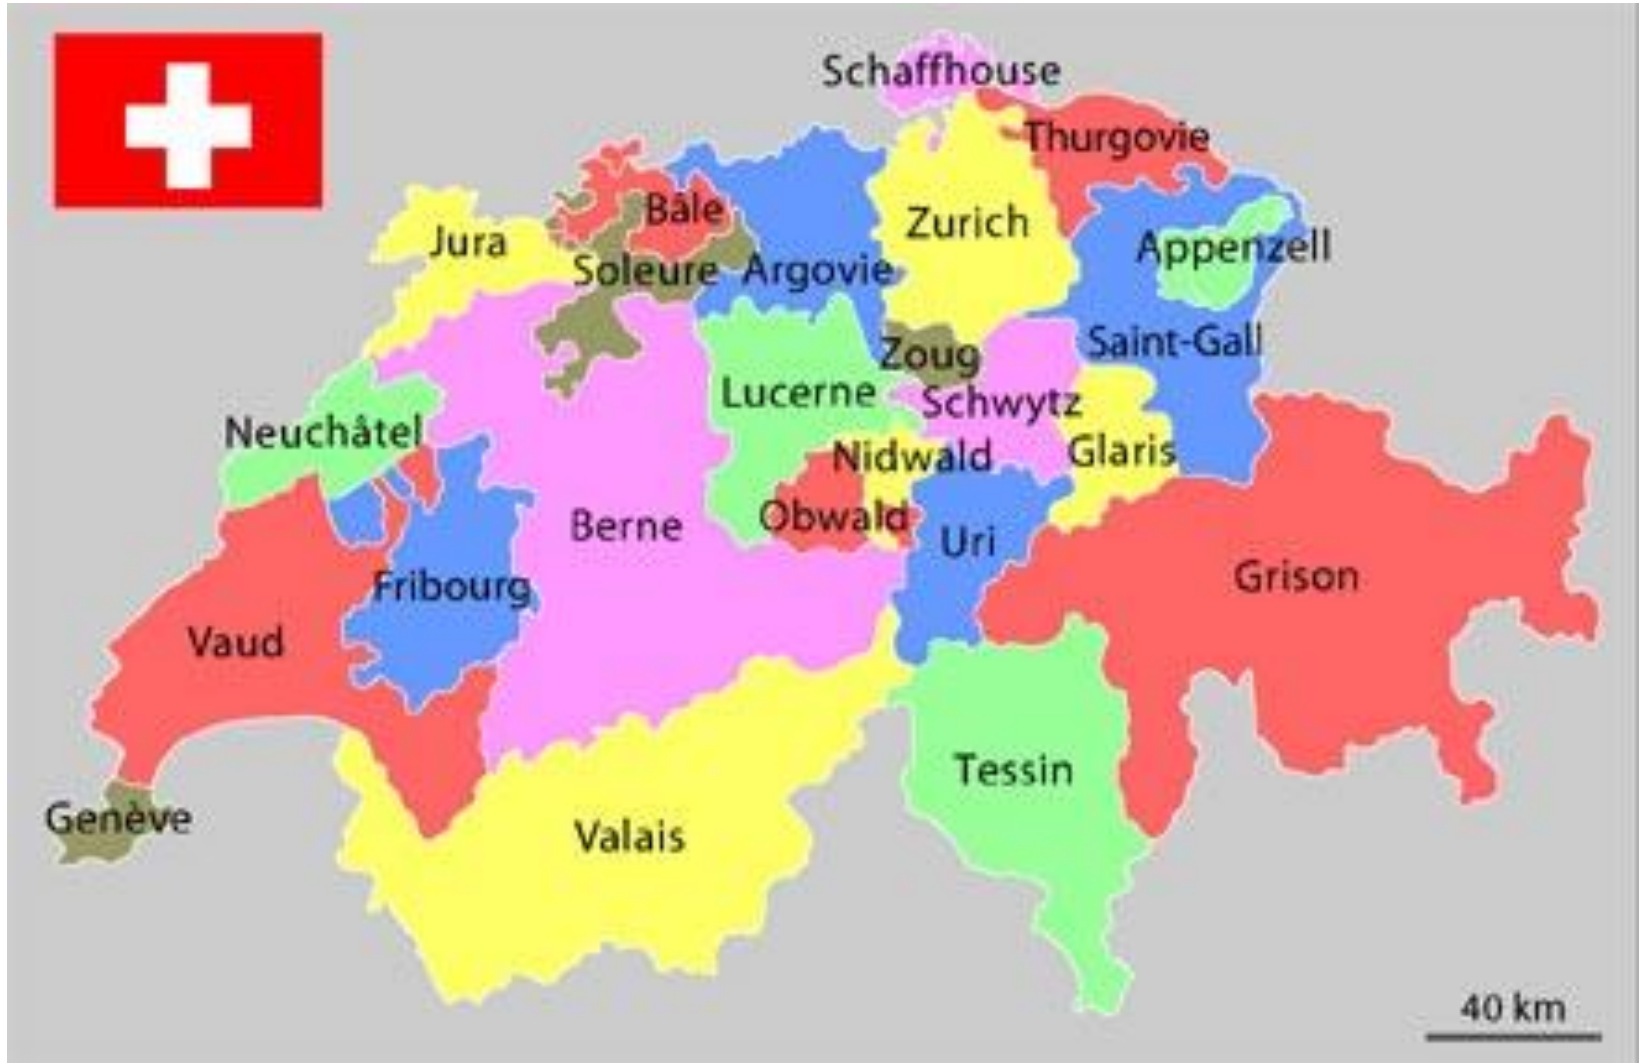 Schaffhouse
Thurgovie
Bâle
Zurich
Jura
Appenzell
Soleure
Argovie
Saint-Gall
Zoug
Lucerne
Schwytz
Neuchâtel
Nidwald
Glaris
Obwald
Berne
Uri
Grison
Fribourg
Vaud
Tessin
Genève
Valais
40 km